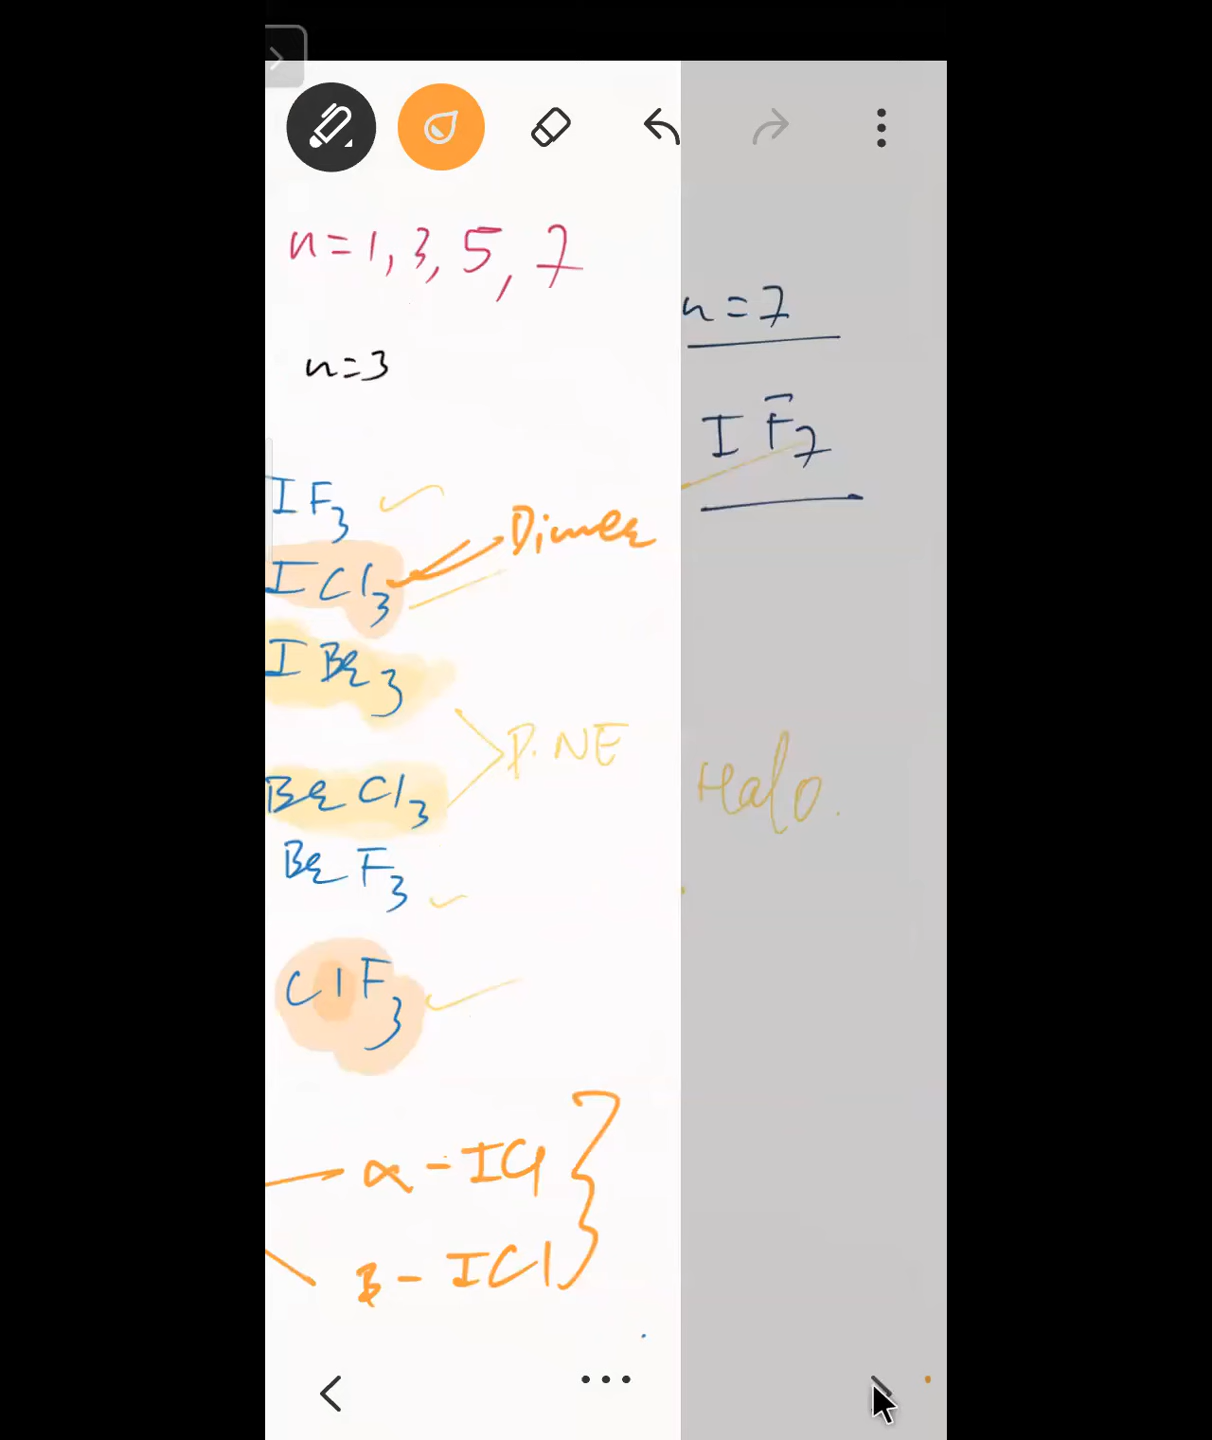 n=1, 3, 5, 7
n=3
IF3
ICl3
Dimer
IBr3
P.NE
BrCl3
BrF3
ClF3
α-ICl
β-ICl
n=7
IF7
Halo.